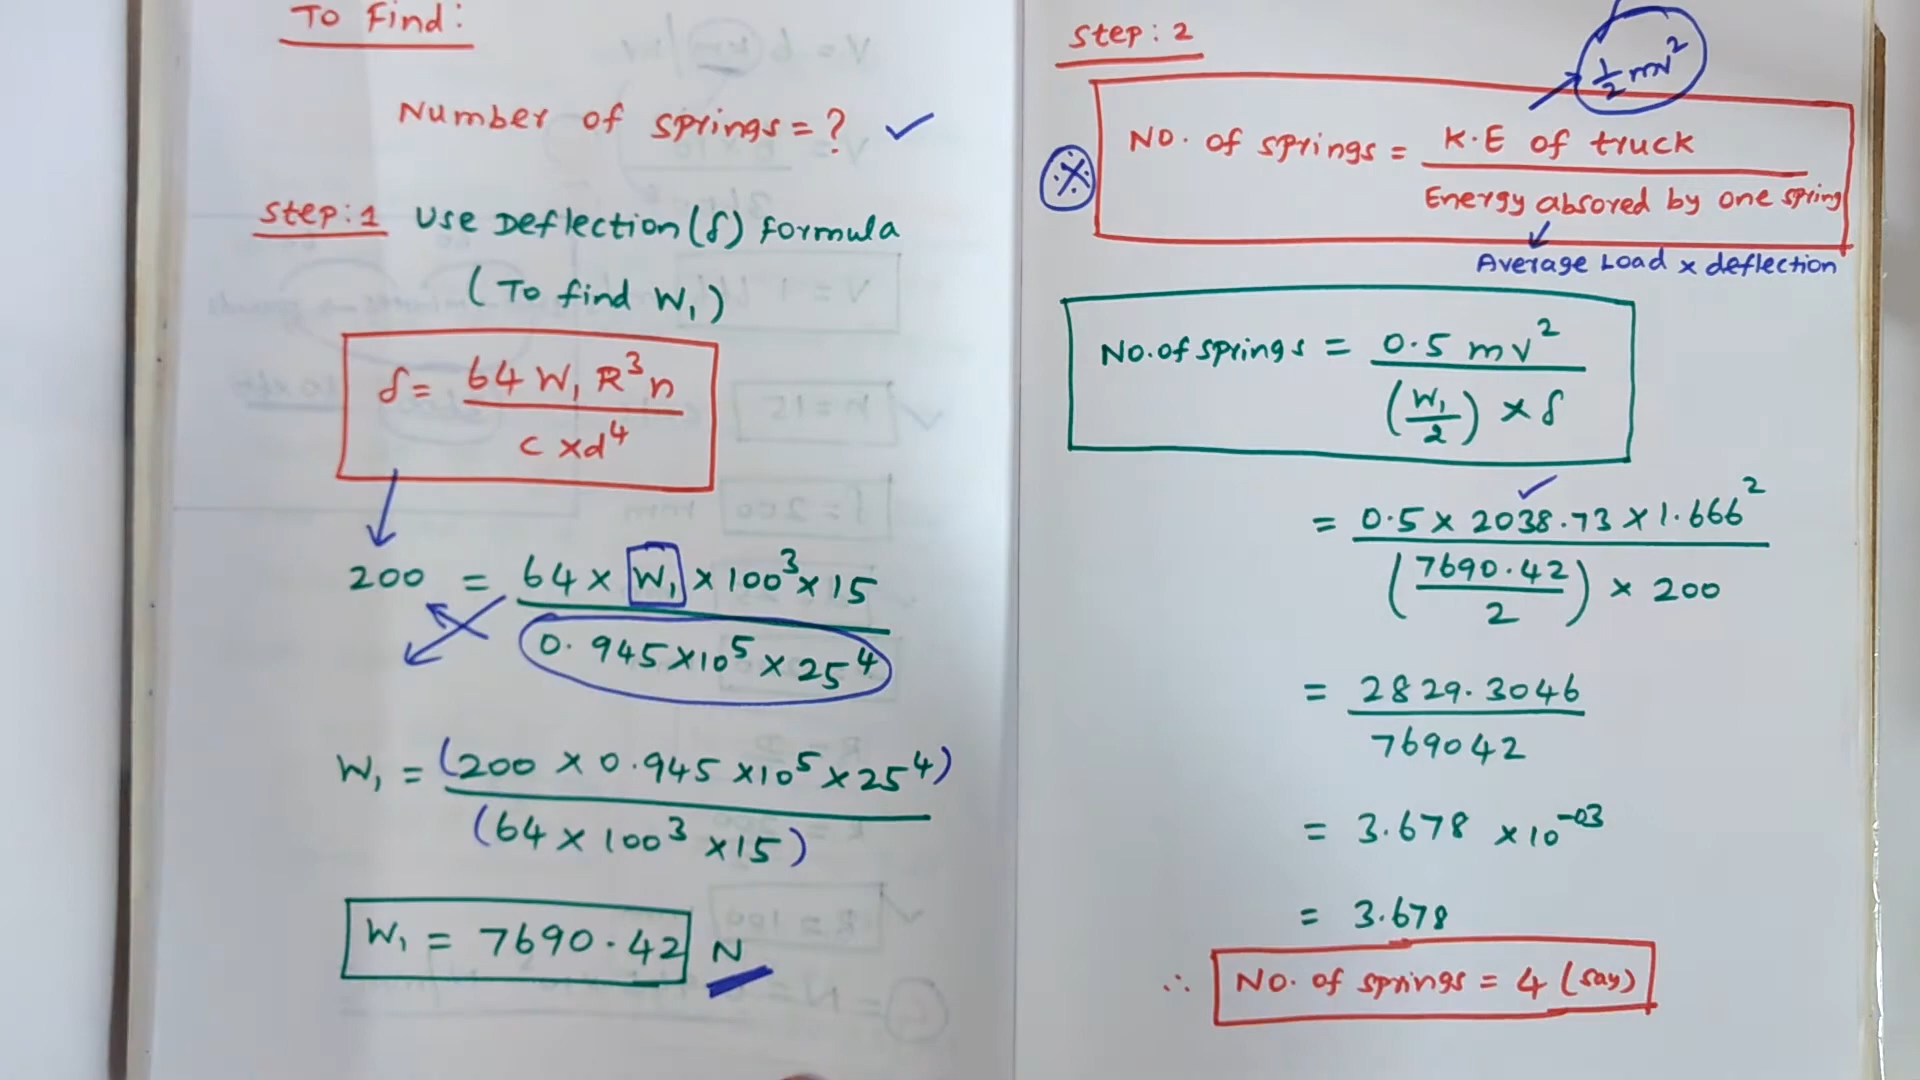 To Find:
Number of springs = ? ✓
Step: 1 Use Deflection (δ) formula
(To find W₁)
δ = 64 W₁ R³ n / C x d⁴
200 = 64 x W₁ x 100³ x 15 / 0.945 x 10⁵ x 25⁴
W₁ = (200 x 0.945 x 10⁵ x 25⁴) / (64 x 100³ x 15)
W₁ = 7690.42 N
Step: 2
½ mv²
No. of springs = K.E of truck / Energy absored by one spring
Average Load x deflection
No. of springs = 0.5 mv² / (W₁/2) x δ
= 0.5 x 2038.73 x 1.666² / (7690.42/2) x 200
= 2829.3046 / 769042
= 3.678 x 10⁻⁰³
= 3.678
∴ No. of springs = 4 (say)